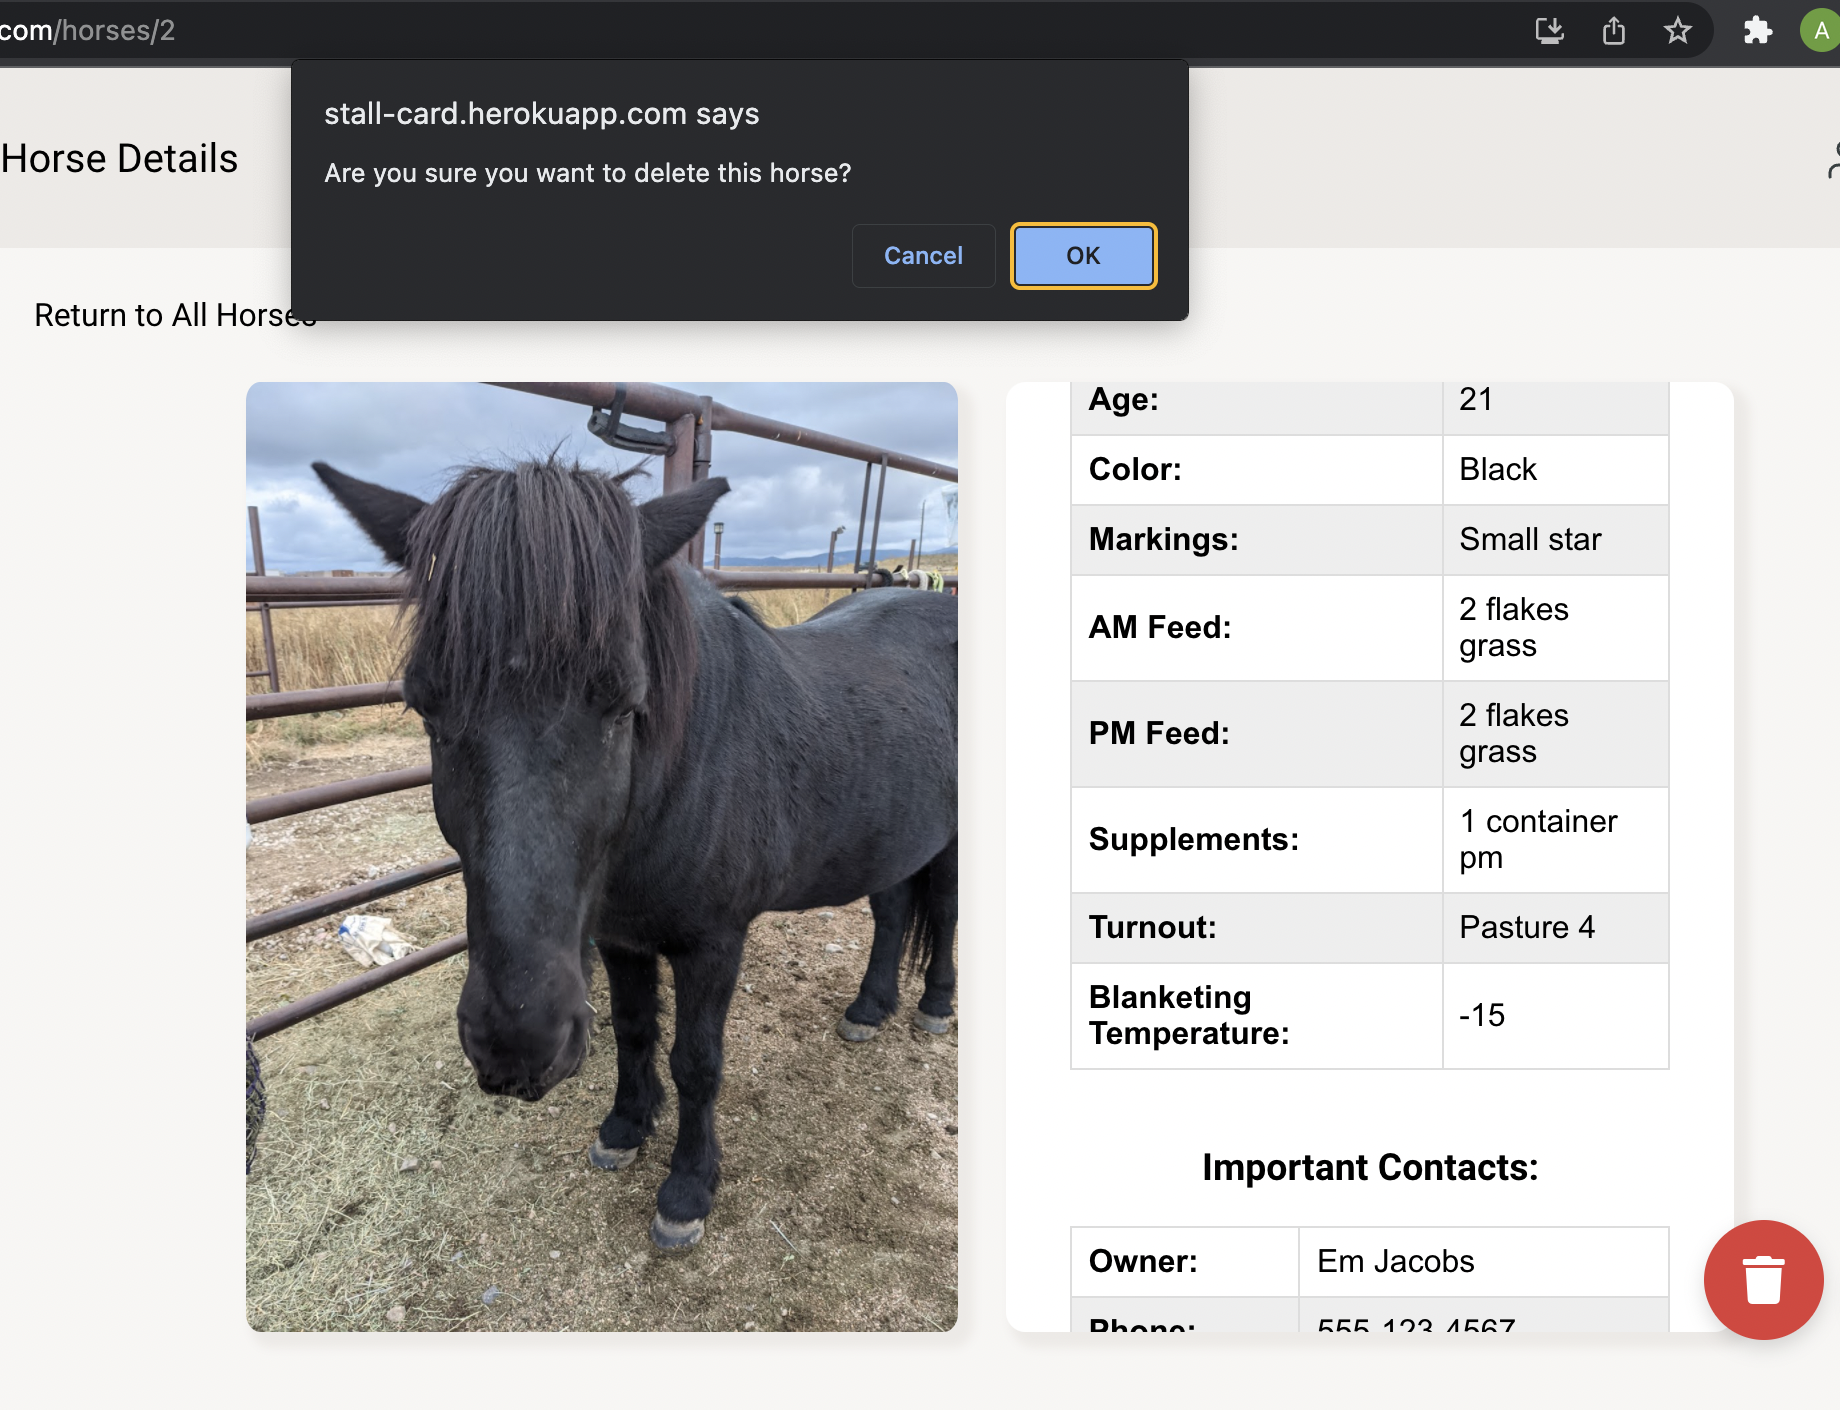 com/horses/2
A
stall-card.herokuapp.com says
Are you sure you want to delete this horse?
Cancel
OK
Horse Details
Return to All Horses
Age: 21
Color: Black
Markings: Small star
AM Feed: 2 flakes
grass
PM Feed: 2 flakes
grass
Supplements: 1 container
pm
Turnout: Pasture 4
Blanketing
Temperature: -15
Important Contacts:
Owner: Em Jacobs
Phone: 555-123-4567